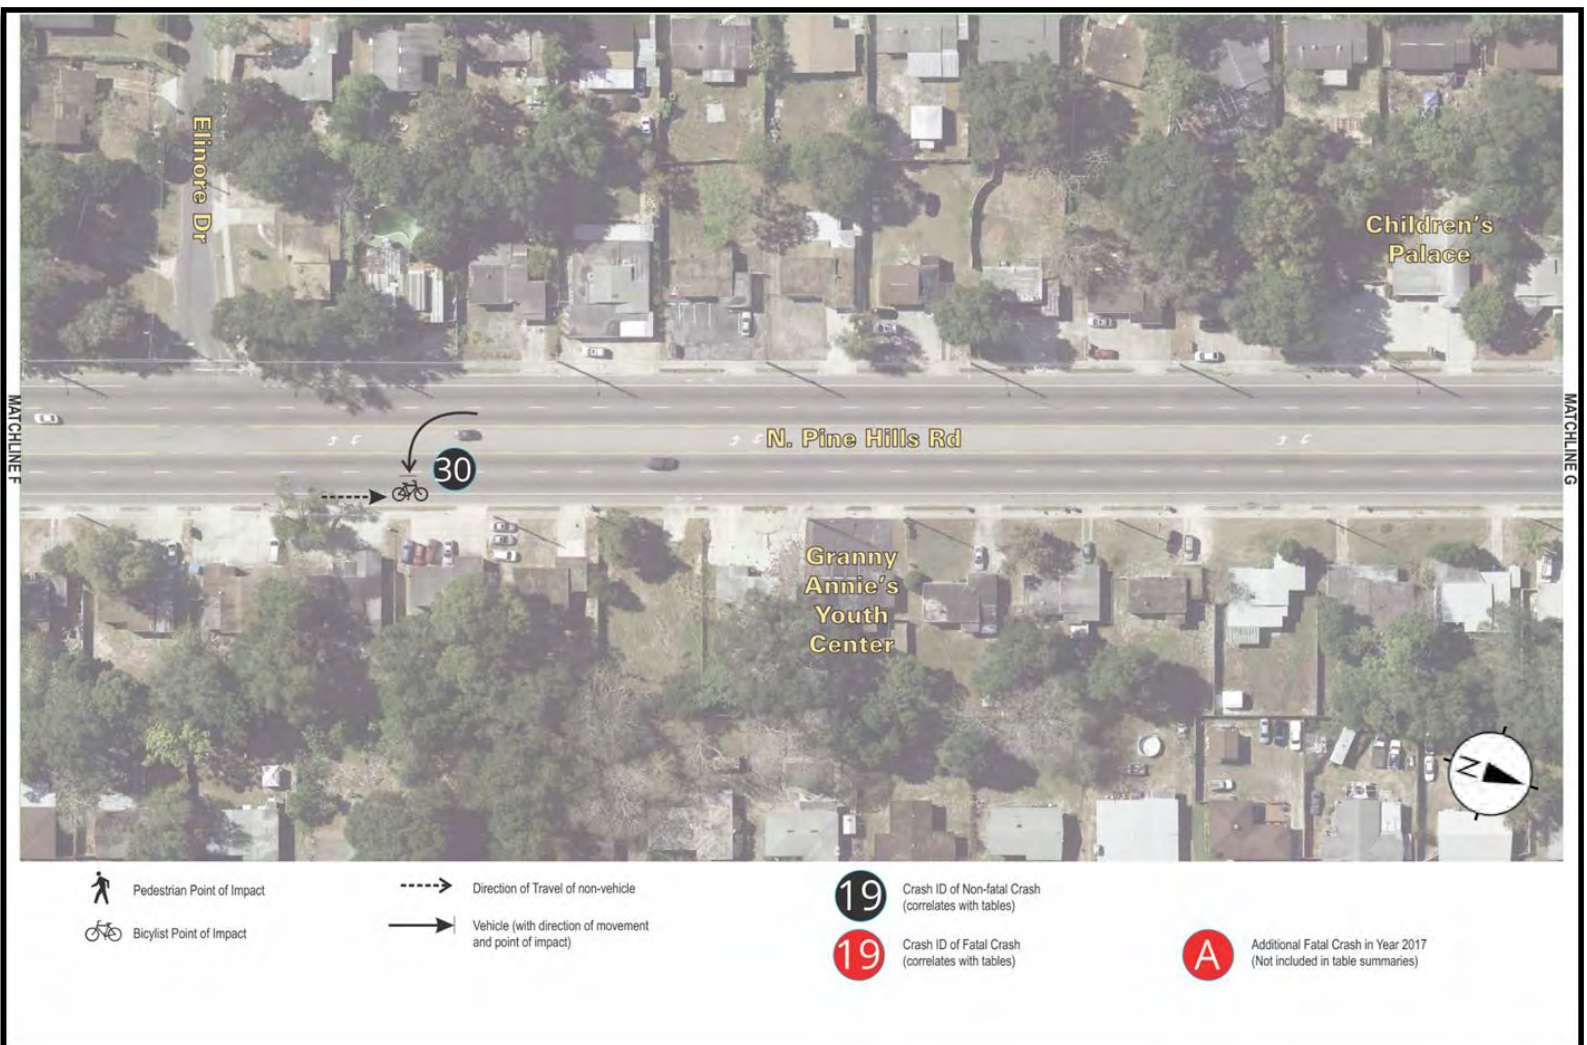 Elinore Dr
Children's
Palace
MATCHLINE F
MATCHLINE G
N. Pine Hills Rd
30
Granny
Annie's
Youth
Center
N
Pedestrian Point of Impact
Bicylist Point of Impact
Direction of Travel of non-vehicle
Vehicle (with direction of movement
and point of impact)
19
Crash ID of Non-fatal Crash
(correlates with tables)
19
Crash ID of Fatal Crash
(correlates with tables)
A
Additional Fatal Crash in Year 2017
(Not included in table summaries)